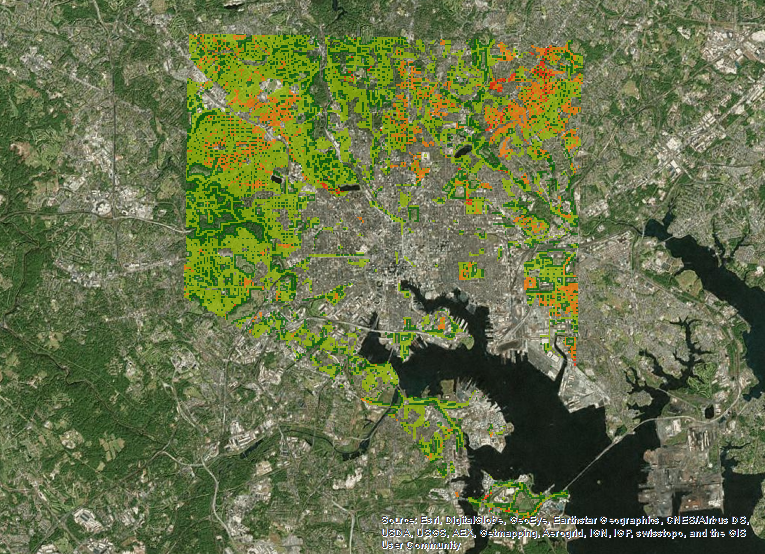 Source: Esri, DigitalGlobe, GeoEye, Earthstar Geographics, CNES/Airbus DS,
USDA, USGS, AEX, Getmapping, Aerogrid, IGN, IGP, swisstopo, and the GIS
User Community